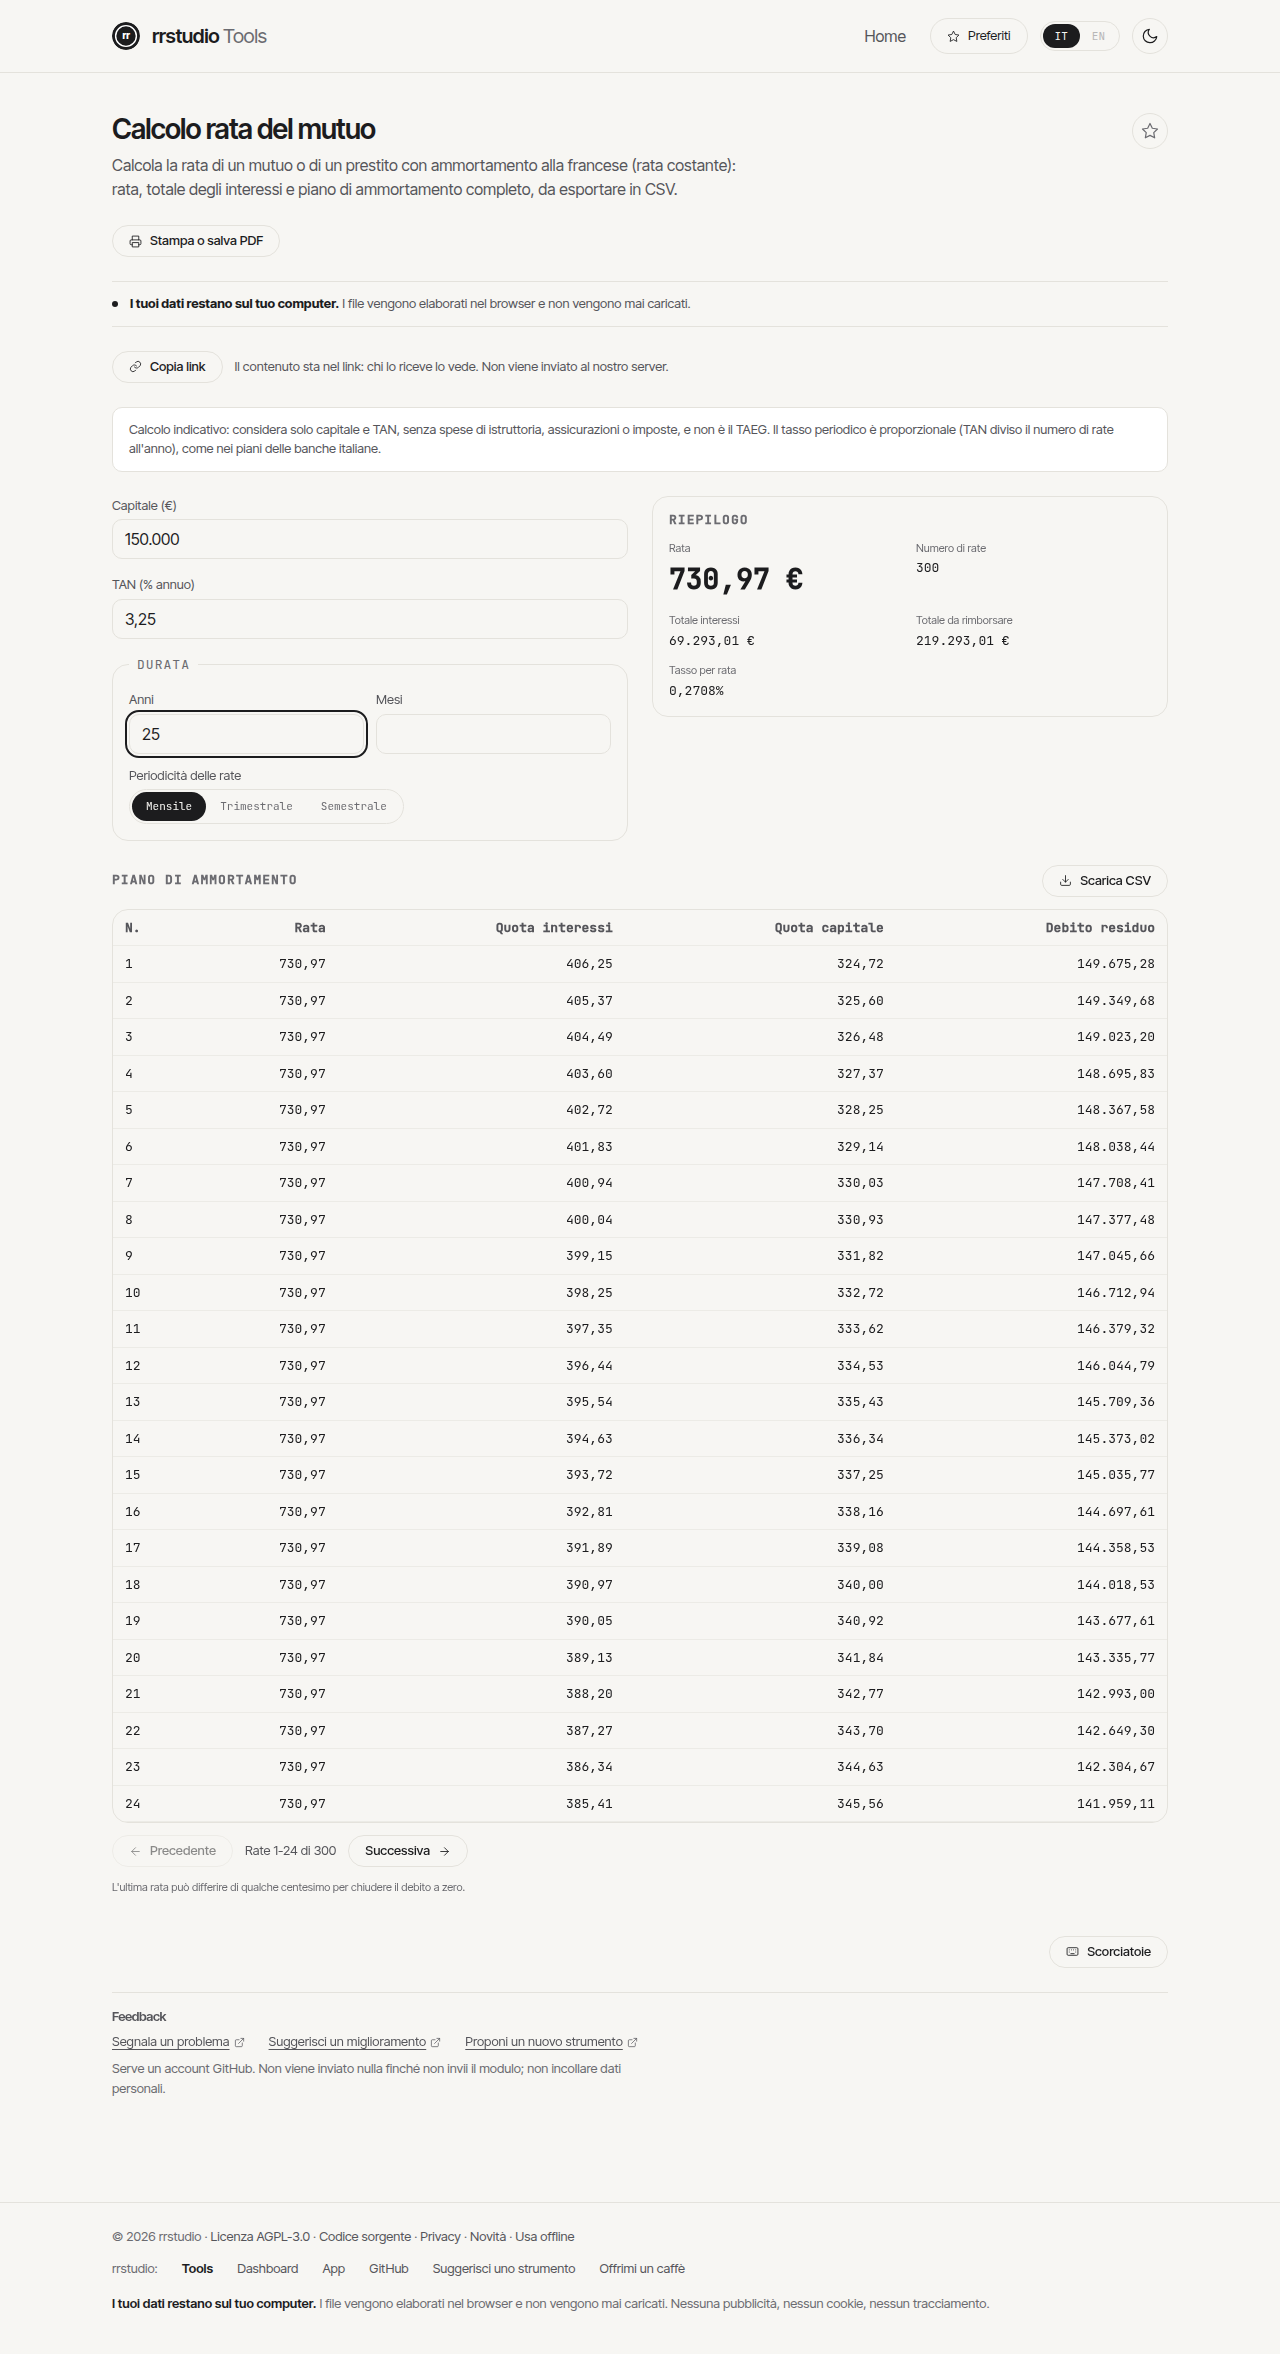 rr rrstudio Tools
Home
Preferiti
IT EN
Calcolo rata del mutuo
Calcola la rata di un mutuo o di un prestito con ammortamento alla francese (rata costante):
rata, totale degli interessi e piano di ammortamento completo, da esportare in CSV.
Stampa o salva PDF
I tuoi dati restano sul tuo computer. I file vengono elaborati nel browser e non vengono mai caricati.
Copia link
Il contenuto sta nel link: chi lo riceve lo vede. Non viene inviato al nostro server.
Calcolo indicativo: considera solo capitale e TAN, senza spese di istruttoria, assicurazioni o imposte, e non è il TAEG. Il tasso periodico è proporzionale (TAN diviso il numero di rate
all'anno), come nei piani delle banche italiane.
Capitale (€)
150.000
TAN (% annuo)
3,25
DURATA
Anni Mesi
25
Periodicità delle rate
Mensile Trimestrale Semestrale
RIEPILOGO
Rata Numero di rate
730,97 € 300
Totale interessi Totale da rimborsare
69.293,01 € 219.293,01 €
Tasso per rata
0,2708%
PIANO DI AMMORTAMENTO
Scarica CSV
N. Rata Quota interessi Quota capitale Debito residuo
1 730,97 406,25 324,72 149.675,28
2 730,97 405,37 325,60 149.349,68
3 730,97 404,49 326,48 149.023,20
4 730,97 403,60 327,37 148.695,83
5 730,97 402,72 328,25 148.367,58
6 730,97 401,83 329,14 148.038,44
7 730,97 400,94 330,03 147.708,41
8 730,97 400,04 330,93 147.377,48
9 730,97 399,15 331,82 147.045,66
10 730,97 398,25 332,72 146.712,94
11 730,97 397,35 333,62 146.379,32
12 730,97 396,44 334,53 146.044,79
13 730,97 395,54 335,43 145.709,36
14 730,97 394,63 336,34 145.373,02
15 730,97 393,72 337,25 145.035,77
16 730,97 392,81 338,16 144.697,61
17 730,97 391,89 339,08 144.358,53
18 730,97 390,97 340,00 144.018,53
19 730,97 390,05 340,92 143.677,61
20 730,97 389,13 341,84 143.335,77
21 730,97 388,20 342,77 142.993,00
22 730,97 387,27 343,70 142.649,30
23 730,97 386,34 344,63 142.304,67
24 730,97 385,41 345,56 141.959,11
Precedente Rate 1-24 di 300 Successiva
L'ultima rata può differire di qualche centesimo per chiudere il debito a zero.
Scorciatoie
Feedback
Segnala un problema Suggerisci un miglioramento Proponi un nuovo strumento
Serve un account GitHub. Non viene inviato nulla finché non invii il modulo; non incollare dati
personali.
© 2026 rrstudio · Licenza AGPL-3.0 · Codice sorgente · Privacy · Novità · Usa offline
rrstudio: Tools Dashboard App GitHub Suggerisci uno strumento Offrimi un caffè
I tuoi dati restano sul tuo computer. I file vengono elaborati nel browser e non vengono mai caricati. Nessuna pubblicità, nessun cookie, nessun tracciamento.